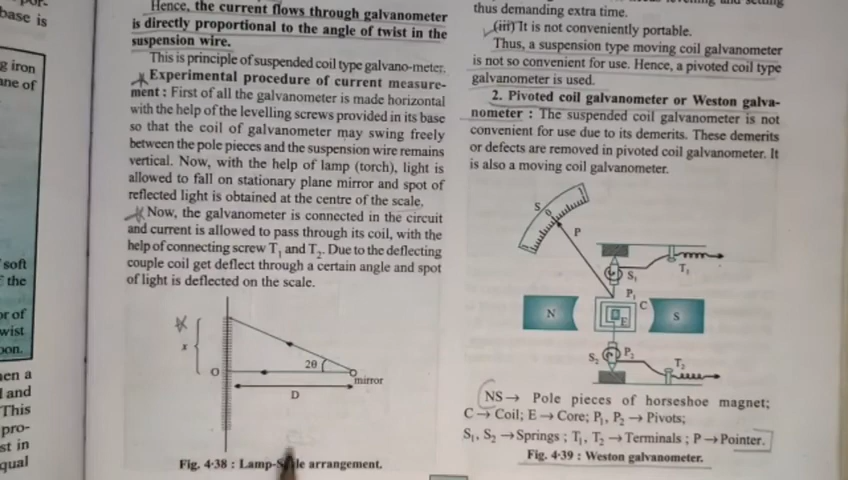 base is
g iron
ane of
soft
the
or of
wist
oon.
hen a
l and
This
pro-
st in
qual
Hence, the current flows through galvanometer
is directly proportional to the angle of twist in the
suspension wire.
This is principle of suspended coil type galvano-meter.
Experimental procedure of current measure-
ment : First of all the galvanometer is made horizontal
with the help of the levelling screws provided in its base
so that the coil of galvanometer may swing freely
between the pole pieces and the suspension wire remains
vertical. Now, with the help of lamp (torch), light is
allowed to fall on stationary plane mirror and spot of
reflected light is obtained at the centre of the scale.
Now, the galvanometer is connected in the circuit
and current is allowed to pass through its coil, with the
help of connecting screw T₁ and T₂. Due to the deflecting
couple coil get deflect through a certain angle and spot
of light is deflected on the scale.
x
O
2θ
mirror
D
Fig. 4·38 : Lamp-Scale arrangement.
thus demanding extra time.
(iii) It is not conveniently portable.
Thus, a suspension type moving coil galvanometer
is not so convenient for use. Hence, a pivoted coil type
galvanometer is used.
2. Pivoted coil galvanometer or Weston galva-
nometer : The suspended coil galvanometer is not
convenient for use due to its demerits. These demerits
or defects are removed in pivoted coil galvanometer. It
is also a moving coil galvanometer.
S
O
P
S₁
T₁
P₁
C
N
E
S
S₂
P₂
T₂
NS→ Pole pieces of horseshoe magnet;
C→ Coil; E→ Core; P₁, P₂ → Pivots;
S₁, S₂ →Springs ; T₁, T₂ →Terminals ; P →Pointer.
Fig. 4·39 : Weston galvanometer.